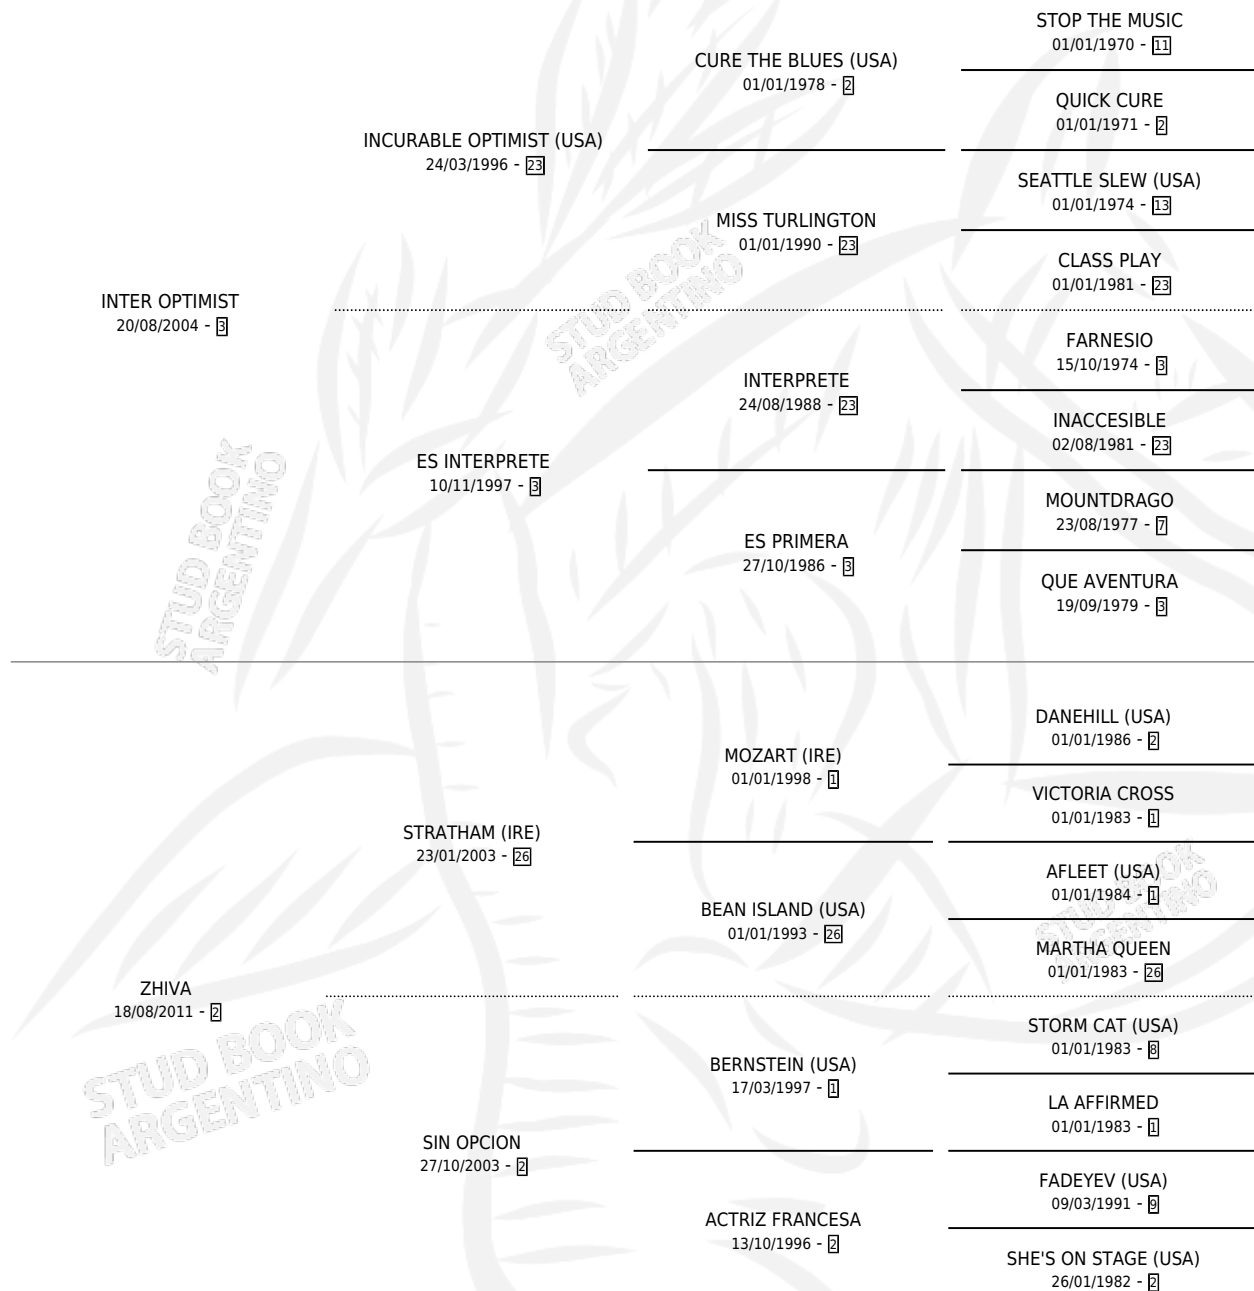 STOP THE MUSIC
01/01/1970 - 11
CURE THE BLUES (USA)
01/01/1978 - 2
QUICK CURE
01/01/1971 - 2
INCURABLE OPTIMIST (USA)
24/03/1996 - 23
SEATTLE SLEW (USA)
01/01/1974 - 13
MISS TURLINGTON
01/01/1990 - 23
CLASS PLAY
01/01/1981 - 23
INTER OPTIMIST
20/08/2004 - 3
FARNESIO
15/10/1974 - 3
INTERPRETE
24/08/1988 - 23
INACCESIBLE
02/08/1981 - 23
ES INTERPRETE
10/11/1997 - 3
MOUNTDRAGO
23/08/1977 - 7
ES PRIMERA
27/10/1986 - 3
QUE AVENTURA
19/09/1979 - 3
DANEHILL (USA)
01/01/1986 - 2
MOZART (IRE)
01/01/1998 - 1
VICTORIA CROSS
01/01/1983 - 1
STRATHAM (IRE)
23/01/2003 - 26
AFLEET (USA)
01/01/1984 - 1
BEAN ISLAND (USA)
01/01/1993 - 26
MARTHA QUEEN
01/01/1983 - 26
ZHIVA
18/08/2011 - 2
STORM CAT (USA)
01/01/1983 - 8
BERNSTEIN (USA)
17/03/1997 - 1
LA AFFIRMED
01/01/1983 - 1
SIN OPCION
27/10/2003 - 2
FADEYEV (USA)
09/03/1991 - 9
ACTRIZ FRANCESA
13/10/1996 - 2
SHE'S ON STAGE (USA)
26/01/1982 - 2
STUD BOOK
ARGENTINO
STUD BOOK
ARGENTINO
STUD BOOK
ARGENTINO
STUD BOOK
ARGENTINO